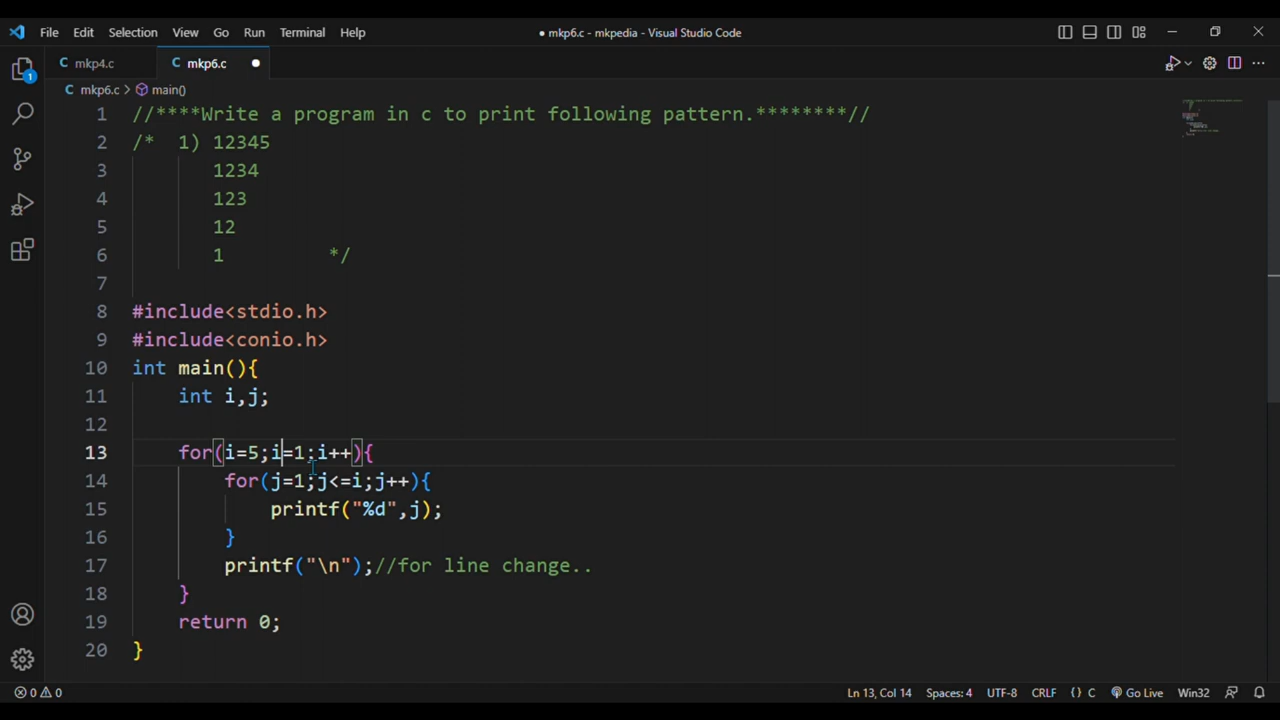 File Edit Selection View Go Run Terminal Help ● mkp6.c - mkpedia - Visual Studio Code
C mkp4.c C mkp6.c ●
C mkp6.c > main()
1 //****Write a program in c to print following pattern.********//
2 /* 1) 12345
3 1234
4 123
5 12
6 1 */
7
8 #include<stdio.h>
9 #include<conio.h>
10 int main(){
11 int i,j;
12
13 for(i=5;i=1;i++){
14 for(j=1;j<=i;j++){
15 printf("%d",j);
16 }
17 printf("\n");//for line change..
18 }
19 return 0;
20 }
1
0 0 Ln 13, Col 14 Spaces: 4 UTF-8 CRLF {} C Go Live Win32